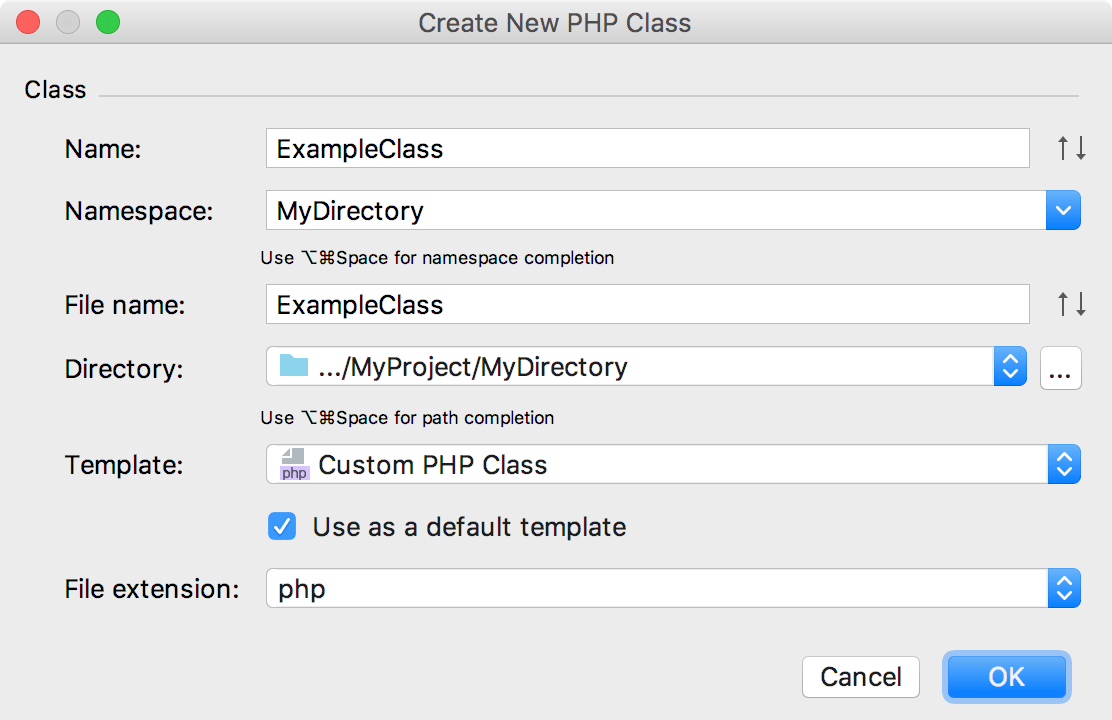 Create New PHP Class
Class
Name: ExampleClass ↑↓
Namespace: MyDirectory
Use ⌥⌘Space for namespace completion
File name: ExampleClass ↑↓
Directory: .../MyProject/MyDirectory ...
Use ⌥⌘Space for path completion
Template: php Custom PHP Class
Use as a default template
File extension: php
Cancel OK